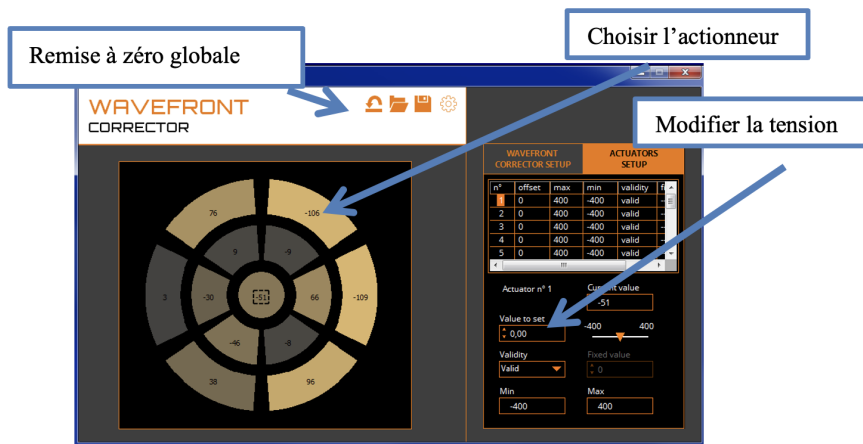 Choisir l’actionneur
Remise à zéro globale
Modifier la tension
WAVEFRONT
CORRECTOR
WAVEFRONT
CORRECTOR SETUP
ACTUATORS
SETUP
n° offset max min validity
1 0 400 -400 valid
2 0 400 -400 valid
3 0 400 -400 valid
4 0 400 -400 valid
5 0 400 -400 valid
76 -106
9 -9
3 -30 -51 66 -109
-46 -8
38 96
Actuator n° 1 Current value
-51
Value to set -400 400
0,00
Validity Fixed value
Valid 0
Min Max
-400 400